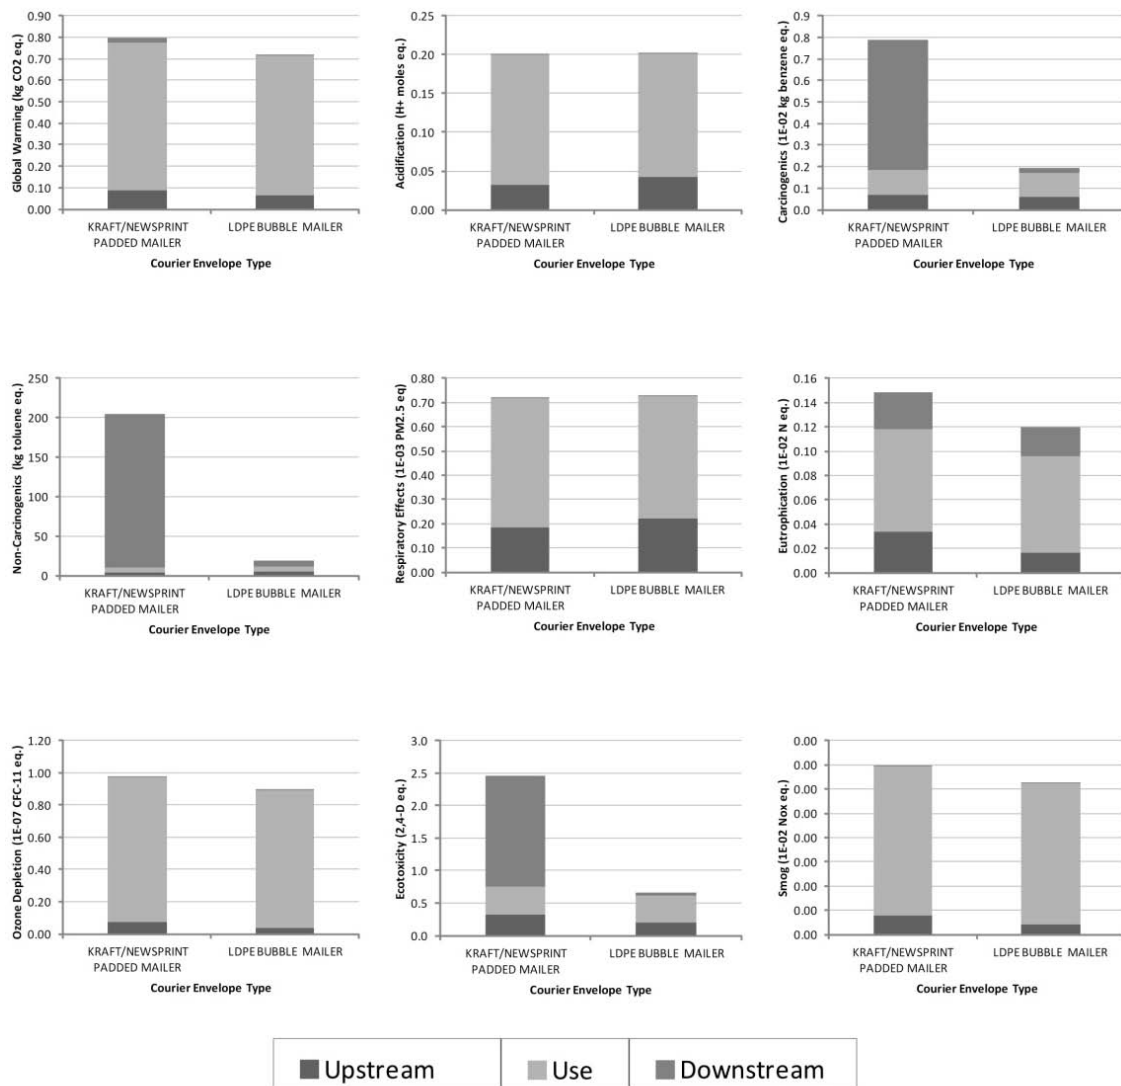 Global Warming (kg CO2 eq.)
0.90
0.80
0.70
0.60
0.50
0.40
0.30
0.20
0.10
0.00
KRAFT/NEWSPRINT
PADDED MAILER
LDPE BUBBLE MAILER
Courier Envelope Type
Acidification (H+ moles eq.)
0.25
0.20
0.15
0.10
0.05
0.00
KRAFT/NEWSPRINT
PADDED MAILER
LDPE BUBBLE MAILER
Courier Envelope Type
Carcinogenics (1E-02 kg benzene eq.)
0.9
0.8
0.7
0.6
0.5
0.4
0.3
0.2
0.1
0.0
KRAFT/NEWSPRINT
PADDED MAILER
LDPE BUBBLE MAILER
Courier Envelope Type
Non-Carcinogenics (kg toluene eq.)
250
200
150
100
50
0
KRAFT/NEWSPRINT
PADDED MAILER
LDPE BUBBLE MAILER
Courier Envelope Type
Respiratory Effects (1E-03 PM2.5 eq)
0.80
0.70
0.60
0.50
0.40
0.30
0.20
0.10
0.00
KRAFT/NEWSPRINT
PADDED MAILER
LDPE BUBBLE MAILER
Courier Envelope Type
Eutrophication (1E-02 N eq.)
0.16
0.14
0.12
0.10
0.08
0.06
0.04
0.02
0.00
KRAFT/NEWSPRINT
PADDED MAILER
LDPE BUBBLE MAILER
Courier Envelope Type
Ozone Depletion (1E-07 CFC-11 eq.)
1.20
1.00
0.80
0.60
0.40
0.20
0.00
KRAFT/NEWSPRINT
PADDED MAILER
LDPE BUBBLE MAILER
Courier Envelope Type
Ecotoxicity (2,4-D eq.)
3.0
2.5
2.0
1.5
1.0
0.5
0.0
KRAFT/NEWSPRINT
PADDED MAILER
LDPE BUBBLE MAILER
Courier Envelope Type
Smog (1E-02 Nox eq.)
0.00
0.00
0.00
0.00
0.00
0.00
0.00
0.00
0.00
KRAFT/NEWSPRINT
PADDED MAILER
LDPE BUBBLE MAILER
Courier Envelope Type
Upstream
Use
Downstream